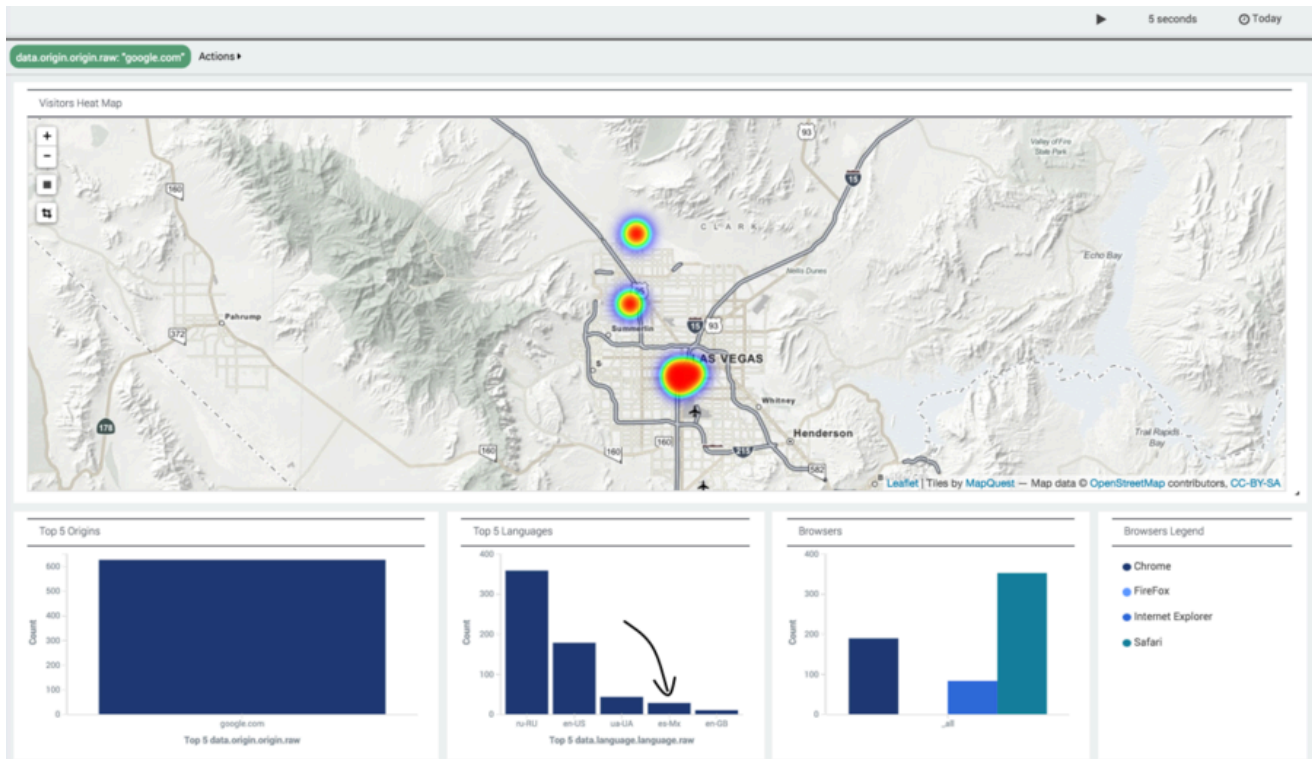 5 seconds
Today
data.origin.origin.raw: "google.com"
Actions
Visitors Heat Map
+
-
93
Valley of Fire
State Park
15
160
CLARK
Echo Bay
Nellis Dunes
95
Pahrump
372
Summerlin
15
93
LAS VEGAS
S
Whitney
178
Henderson
Trail Rapids
Bay
160
160
160
215
582
Leaflet | Tiles by MapQuest — Map data © OpenStreetMap contributors, CC-BY-SA
Top 5 Origins
600
500
400
300
200
100
0
Count
google.com
Top 5 data.origin.origin.raw
Top 5 Languages
400
300
200
100
0
Count
ru-RU
en-US
ua-UA
es-Mx
en-GB
Top 5 data.language.language.raw
Browsers
400
300
200
100
0
Count
_all
Browsers Legend
Chrome
FireFox
Internet Explorer
Safari